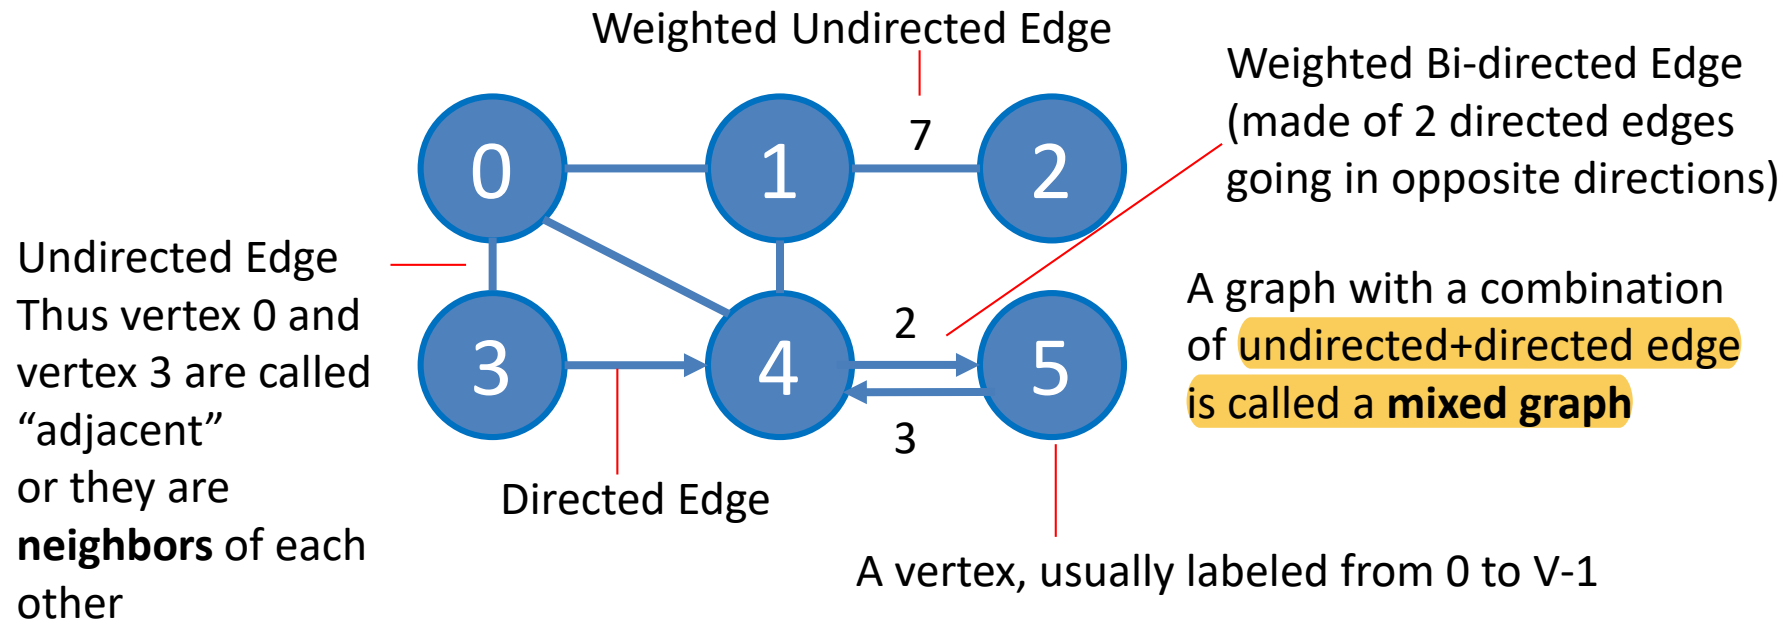 Weighted Undirected Edge
Weighted Bi-directed Edge
(made of 2 directed edges
going in opposite directions)
7
0
1
2
Undirected Edge
Thus vertex 0 and
vertex 3 are called
“adjacent”
or they are
neighbors of each
other
A graph with a combination
of undirected+directed edge
is called a mixed graph
2
3
4
5
3
Directed Edge
A vertex, usually labeled from 0 to V-1